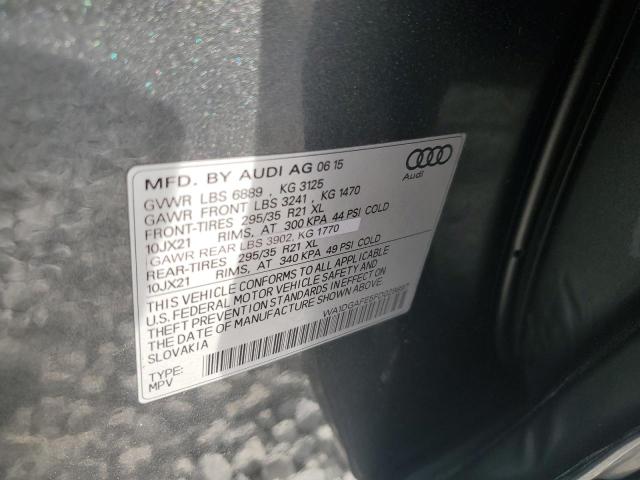 MFD. BY AUDI AG 06 15
Audi
GVWR LBS 6889 , KG 3125
GAWR FRONT LBS 3241 , KG 1470
FRONT-TIRES 295/35 R21 XL
10JX21 RIMS, AT 300 KPA 44 PSI COLD
GAWR REAR LBS 3902, KG 1770
REAR-TIRES 295/35 R21 XL
10JX21 RIMS, AT 340 KPA 49 PSI COLD
THIS VEHICLE CONFORMS TO ALL APPLICABLE
U.S. FEDERAL MOTOR VEHICLE SAFETY AND
THEFT PREVENTION STANDARDS IN EFFECT ON
THE DATE OF MANUFACTURE SHOWN ABOVE.
SLOVAKIA
TYPE:
MPV